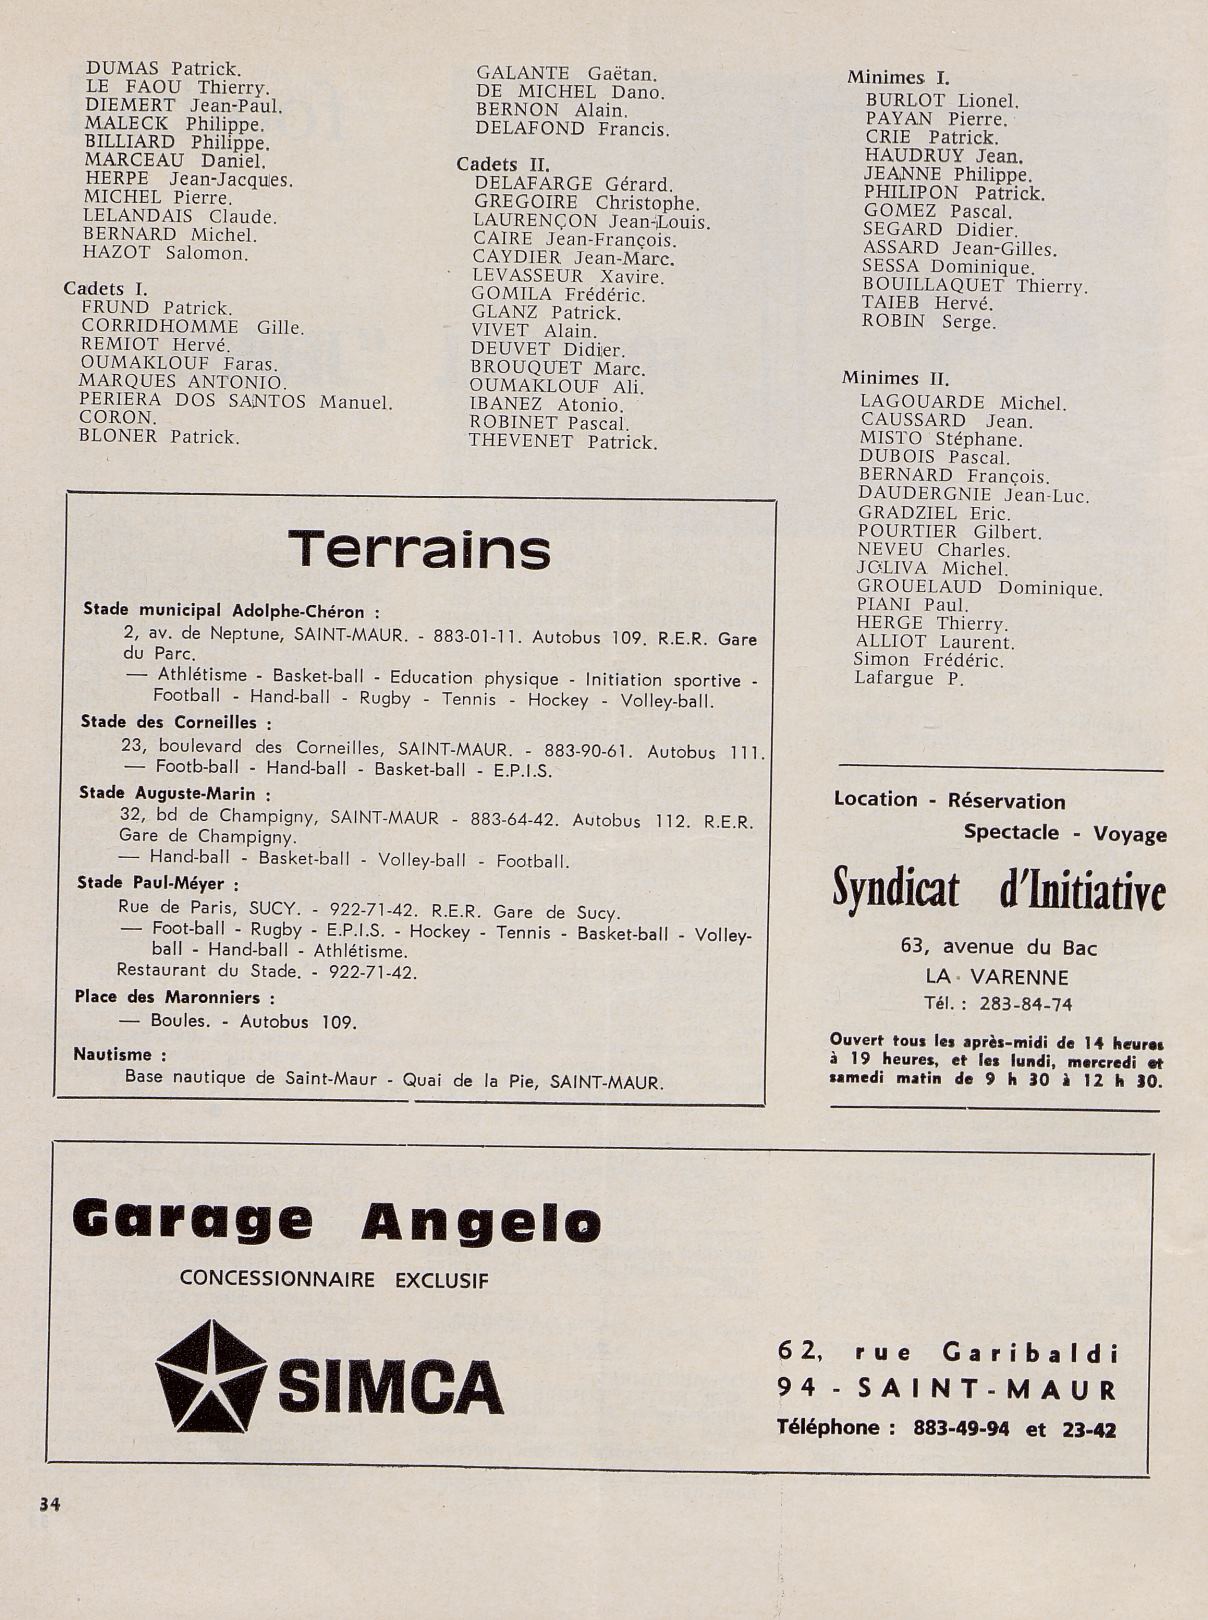 DUMAS Patrick.
LE FAOU Thierry.
DIEMERT Jean-Paul.
MALECK Philippe.
BILLIARD Philippe.
MARCEAU Daniel.
HERPE Jean-Jacques.
MICHEL Pierre.
LELANDAIS Claude.
BERNARD Michel.
HAZOT Salomon.
Cadets I.
FRUND Patrick.
CORRIDHOMME Gille.
REMIOT Hervé.
OUMAKLOUF Faras.
MARQUES ANTONIO.
PERIERA DOS SANTOS Manuel.
CORON.
BLONER Patrick.
GALANTE Gaëtan.
DE MICHEL Dano.
BERNON Alain.
DELAFOND Francis.
Cadets II.
DELAFARGE Gérard.
GREGOIRE Christophe.
LAURENÇON Jean-Louis.
CAIRE Jean-François.
CAYDIER Jean-Marc.
LEVASSEUR Xavire.
GOMILA Frédéric.
GLANZ Patrick.
VIVET Alain.
DEUVET Didier.
BROUQUET Marc.
OUMAKLOUF Ali.
IBANEZ Atonio.
ROBINET Pascal.
THEVENET Patrick.
Minimes I.
BURLOT Lionel.
PAYAN Pierre.
CRIE Patrick.
HAUDRUY Jean.
JEANNE Philippe.
PHILIPON Patrick.
GOMEZ Pascal.
SEGARD Didier.
ASSARD Jean-Gilles.
SESSA Dominique.
BOUILLAQUET Thierry.
TAIEB Hervé.
ROBIN Serge.
Minimes II.
LAGOUARDE Michel.
CAUSSARD Jean.
MISTO Stéphane.
DUBOIS Pascal.
BERNARD François.
DAUDERGNIE Jean-Luc.
GRADZIEL Eric.
POURTIER Gilbert.
NEVEU Charles.
JOLIVA Michel.
GROUELAUD Dominique.
PIANI Paul.
HERGE Thierry.
ALLIOT Laurent.
Simon Frédéric.
Lafargue P.
Terrains
Stade municipal Adolphe-Chéron :
2, av. de Neptune, SAINT-MAUR. - 883-01-11. Autobus 109. R.E.R. Gare
du Parc.
— Athlétisme - Basket-ball - Education physique - Initiation sportive -
Football - Hand-ball - Rugby - Tennis - Hockey - Volley-ball.
Stade des Corneilles :
23, boulevard des Corneilles, SAINT-MAUR. - 883-90-61. Autobus 111.
— Footb-ball - Hand-ball - Basket-ball - E.P.I.S.
Stade Auguste-Marin :
32, bd de Champigny, SAINT-MAUR - 883-64-42. Autobus 112. R.E.R.
Gare de Champigny.
— Hand-ball - Basket-ball - Volley-ball - Football.
Stade Paul-Méyer :
Rue de Paris, SUCY. - 922-71-42. R.E.R. Gare de Sucy.
— Foot-ball - Rugby - E.P.I.S. - Hockey - Tennis - Basket-ball - Volley-
ball - Hand-ball - Athlétisme.
Restaurant du Stade. - 922-71-42.
Place des Maronniers :
— Boules. - Autobus 109.
Nautisme :
Base nautique de Saint-Maur - Quai de la Pie, SAINT-MAUR.
Location - Réservation
Spectacle - Voyage
Syndicat d'Initiative
63, avenue du Bac
LA VARENNE
Tél. : 283-84-74
Ouvert tous les après-midi de 14 heures
à 19 heures, et les lundi, mercredi et
samedi matin de 9 h 30 à 12 h 30.
Garage Angelo
CONCESSIONNAIRE EXCLUSIF
SIMCA
62, rue Garibaldi
94 - SAINT-MAUR
Téléphone : 883-49-94 et 23-42
34